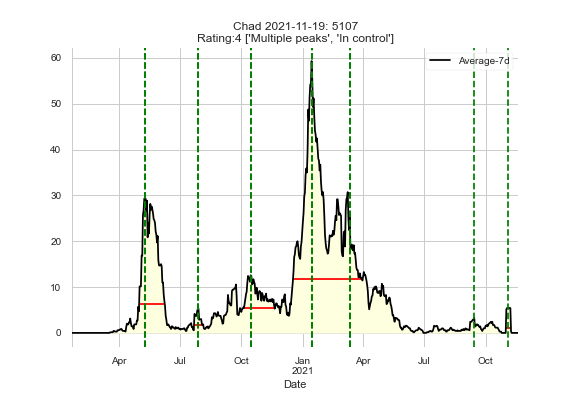 Chad 2021-11-19: 5107
Rating:4 ['Multiple peaks', 'In control']
Average-7d
60
50
40
30
20
10
0
Apr
Jul
Oct
Jan
2021
Apr
Jul
Oct
Date